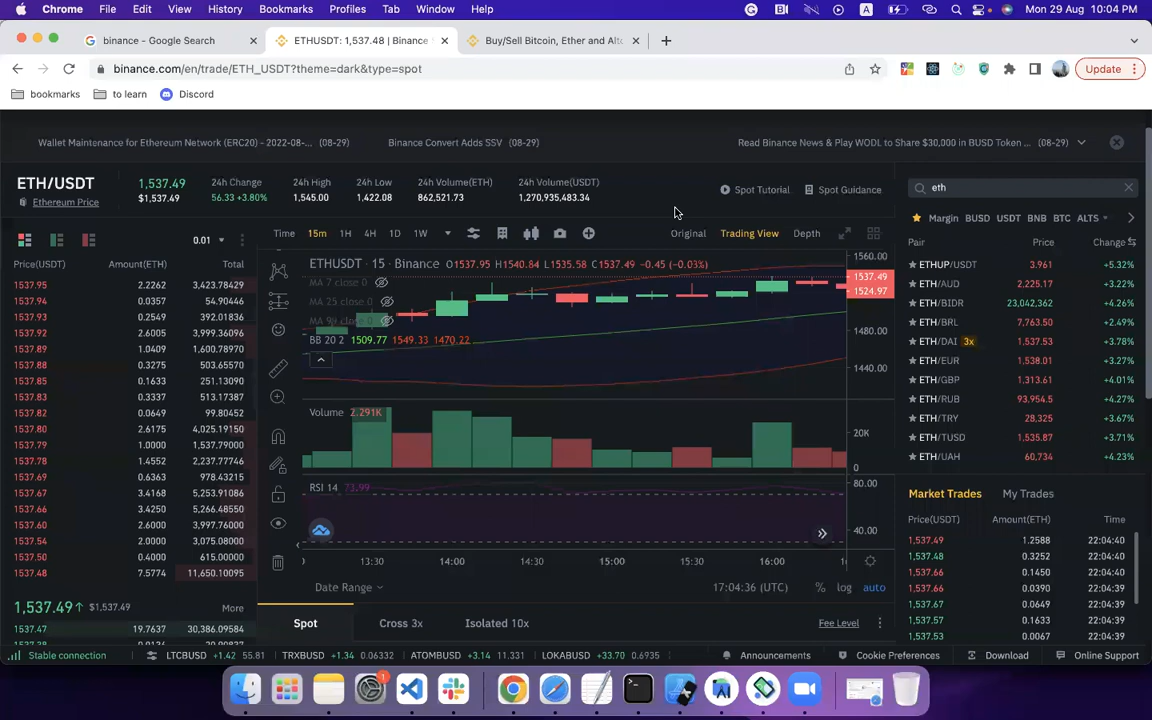 Chrome File Edit View History Bookmarks Profiles Tab Window Help Mon 29 Aug 10:04 PM
binance - Google Search ETHUSDT: 1,537.48 | Binance Buy/Sell Bitcoin, Ether and Alt
binance.com/en/trade/ETH_USDT?theme=dark&type=spot Update
bookmarks to learn Discord
Wallet Maintenance for Ethereum Network (ERC20) - 2022-08-... (08-29) Binance Convert Adds SSV (08-29) Read Binance News & Play WODL to Share $30,000 in BUSD Token ... (08-29)
ETH/USDT 1,537.49 24h Change 24h High 24h Low 24h Volume(ETH) 24h Volume(USDT) Spot Tutorial Spot Guidance eth
Ethereum Price $1,537.49 56.33 +3.80% 1,545.00 1,422.08 862,521.73 1,270,935,483.34
Margin BUSD USDT BNB BTC ALTS
0.01 Time 15m 1H 4H 1D 1W Original Trading View Depth
Pair Price Change
Price(USDT) Amount(ETH) Total
ETHUSDT · 15 · Binance O1537.95 H1540.84 L1535.58 C1537.49 -0.45 (-0.03%)
MA 7 close 0
MA 25 close 0
MA 99 close 0
BB 20 2 1509.77 1549.33 1470.22
1560.00
1537.49
1524.97
1480.00
1440.00
Volume 2.291K
20K
0
RSI 14 73.99
80.00
40.00
13:30 14:00 14:30 15:00 15:30 16:00
Date Range 17:04:36 (UTC) % log auto
Spot Cross 3x Isolated 10x Fee Level
1537.95 2.2262 3,423.78429
1537.94 0.0357 54.90446
1537.93 0.2549 392.01836
1537.92 2.6005 3,999.36096
1537.89 1.0409 1,600.78970
1537.88 0.3275 503.65570
1537.85 0.1633 251.13090
1537.83 0.3337 513.17387
1537.82 0.0649 99.80452
1537.80 2.6175 4,025.19150
1537.79 1.0000 1,537.79000
1537.78 1.4552 2,237.77746
1537.69 0.6363 978.43215
1537.67 3.4168 5,253.91086
1537.66 3.4250 5,266.48550
1537.60 2.6000 3,997.76000
1537.54 2.0000 3,075.08000
1537.50 0.4000 615.00000
1537.48 7.5774 11,650.10095
1,537.49 $1,537.49 More
1537.47 19.7637 30,386.09584
ETHUP/USDT 3.961 +5.32%
ETH/AUD 2,225.17 +3.22%
ETH/BIDR 23,042,362 +4.26%
ETH/BRL 7,763.50 +2.49%
ETH/DAI 3x 1,537.53 +3.78%
ETH/EUR 1,538.01 +3.27%
ETH/GBP 1,313.61 +4.01%
ETH/RUB 93,954.5 +4.27%
ETH/TRY 28,325 +3.67%
ETH/TUSD 1,535.87 +3.71%
ETH/UAH 60,734 +4.23%
Market Trades My Trades
Price(USDT) Amount(ETH) Time
1,537.49 1.2588 22:04:40
1,537.48 0.3252 22:04:40
1,537.66 0.1450 22:04:40
1,537.66 0.0390 22:04:39
1,537.67 0.0649 22:04:39
1,537.57 0.1633 22:04:39
1,537.53 0.0067 22:04:39
Stable connection LTCBUSD +1.42 55.81 TRXBUSD +1.34 0.06332 ATOMBUSD +3.14 11.331 LOKABUSD +33.70 0.6935 Announcements Cookie Preferences Download Online Support
1